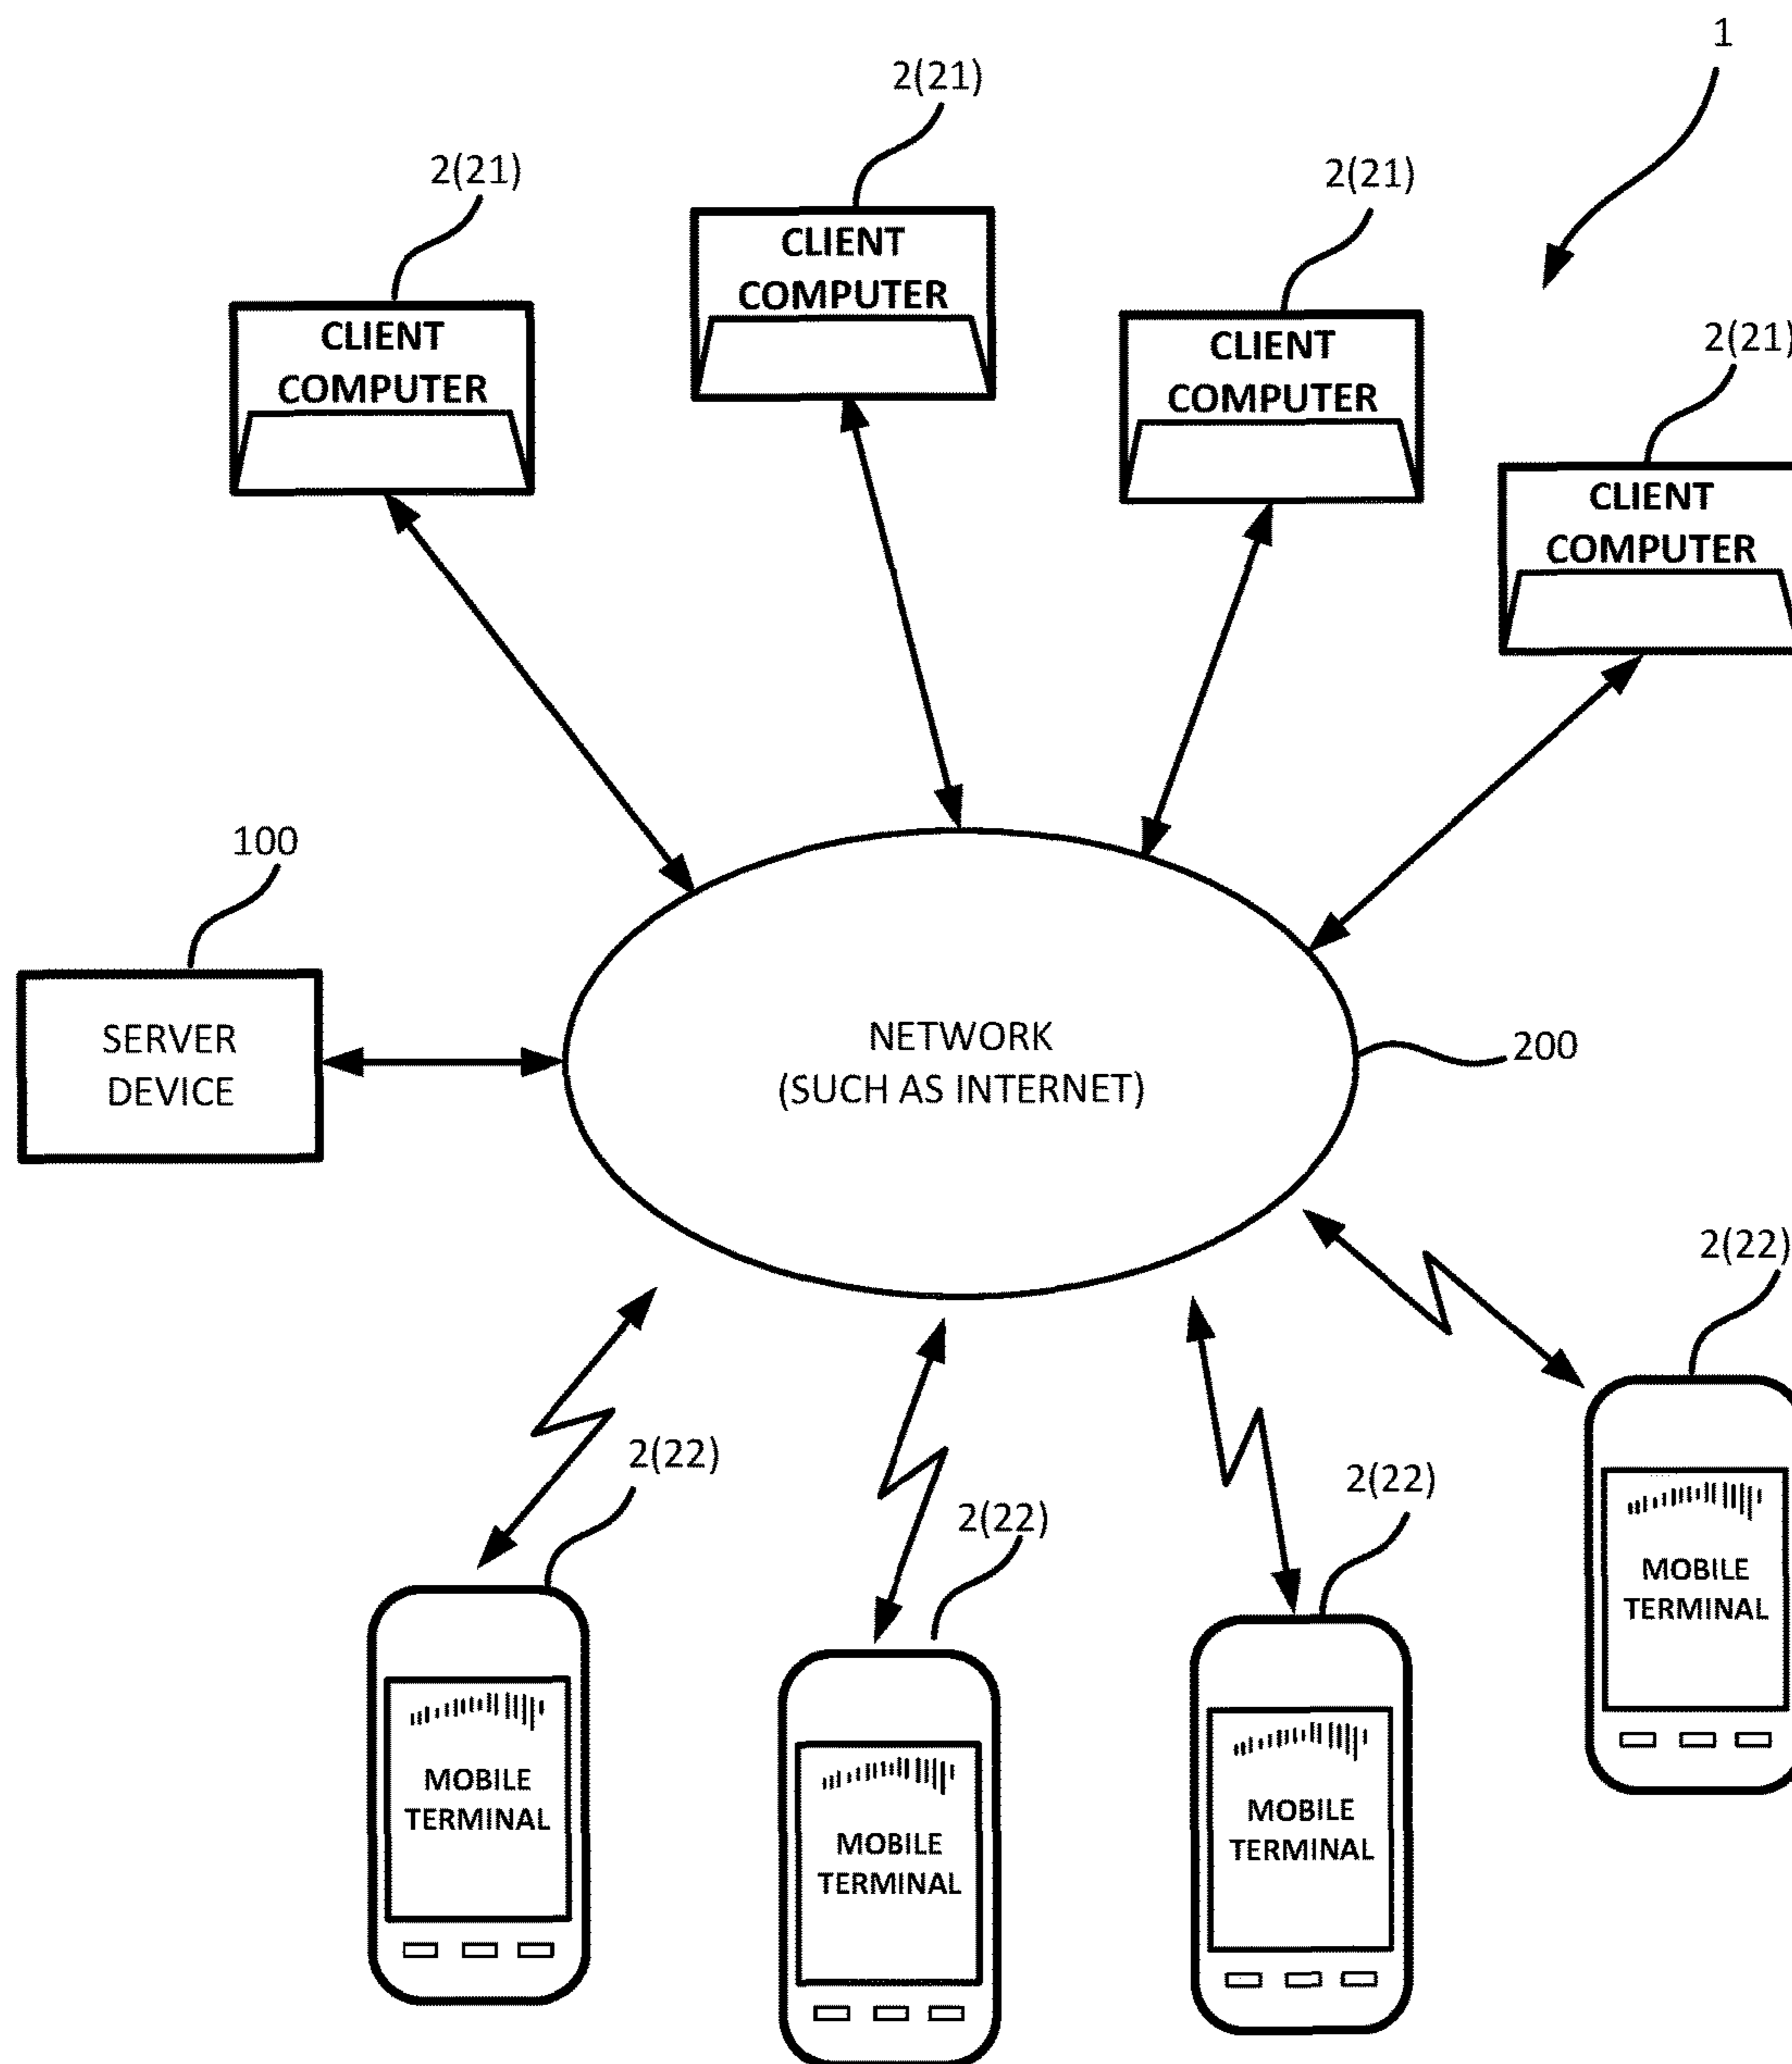 1
2(21)
2(21)
2(21)
2(21)
CLIENT
COMPUTER
CLIENT
COMPUTER
CLIENT
COMPUTER
CLIENT
COMPUTER
100
SERVER
DEVICE
NETWORK
(SUCH AS INTERNET)
200
2(22)
2(22)
2(22)
2(22)
MOBILE
TERMINAL
MOBILE
TERMINAL
MOBILE
TERMINAL
MOBILE
TERMINAL